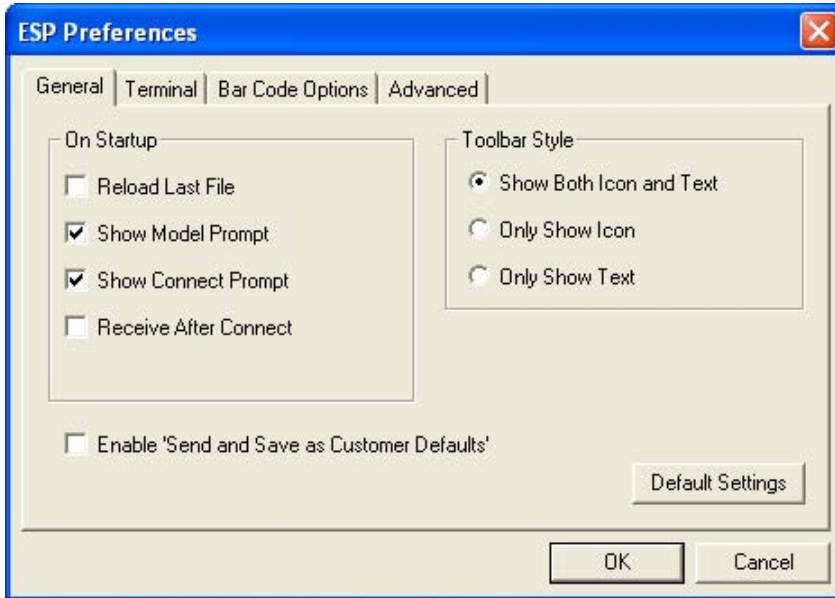 ESP Preferences
General
Terminal
Bar Code Options
Advanced
On Startup
Reload Last File
Show Model Prompt
Show Connect Prompt
Receive After Connect
Toolbar Style
Show Both Icon and Text
Only Show Icon
Only Show Text
Enable 'Send and Save as Customer Defaults'
Default Settings
OK
Cancel